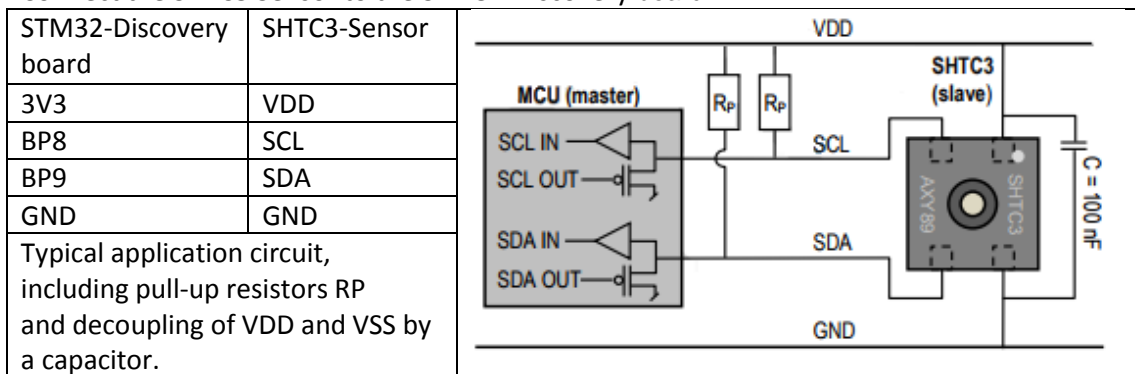 STM32-Discovery SHTC3-Sensor
board
3V3 VDD
BP8 SCL
BP9 SDA
GND GND
Typical application circuit,
including pull-up resistors RP
and decoupling of VDD and VSS by
a capacitor.
VDD
SHTC3
(slave)
MCU (master)
RP RP
SCL IN
SCL
SCL OUT
SDA IN
SDA
SDA OUT
GND
SHTC3
AXY89
C = 100 nF